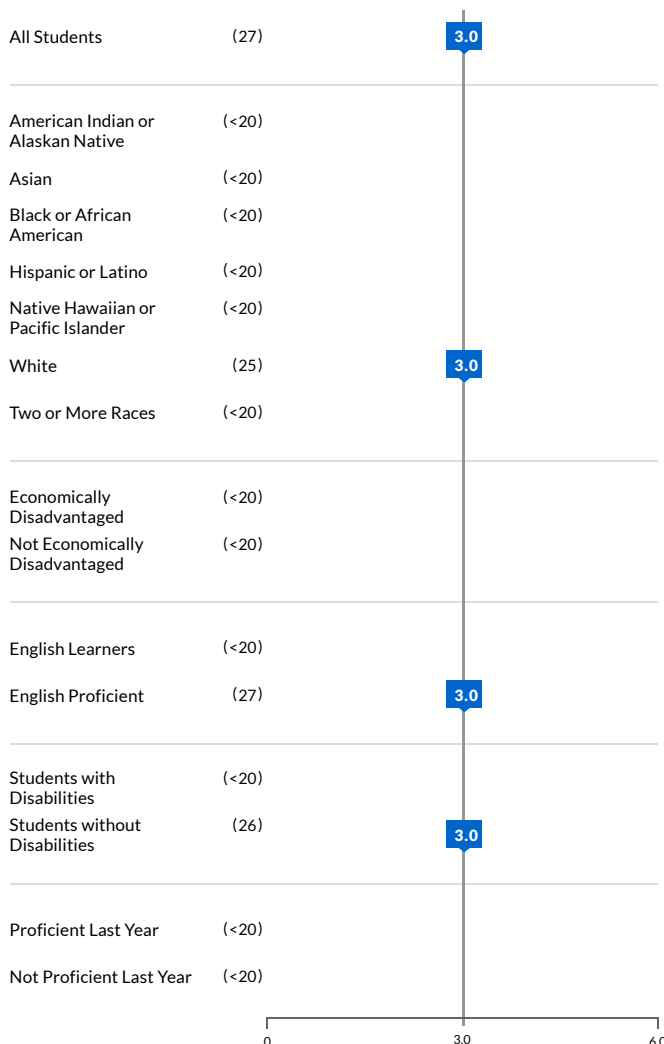 All Students (27) 3.0
American Indian or (<20)
Alaskan Native
Asian (<20)
Black or African (<20)
American
Hispanic or Latino (<20)
Native Hawaiian or (<20)
Pacific Islander
White (25) 3.0
Two or More Races (<20)
Economically (<20)
Disadvantaged
Not Economically (<20)
Disadvantaged
English Learners (<20)
English Proficient (27) 3.0
Students with (<20)
Disabilities
Students without (26) 3.0
Disabilities
Proficient Last Year (<20)
Not Proficient Last Year (<20)
0 3.0 6.0